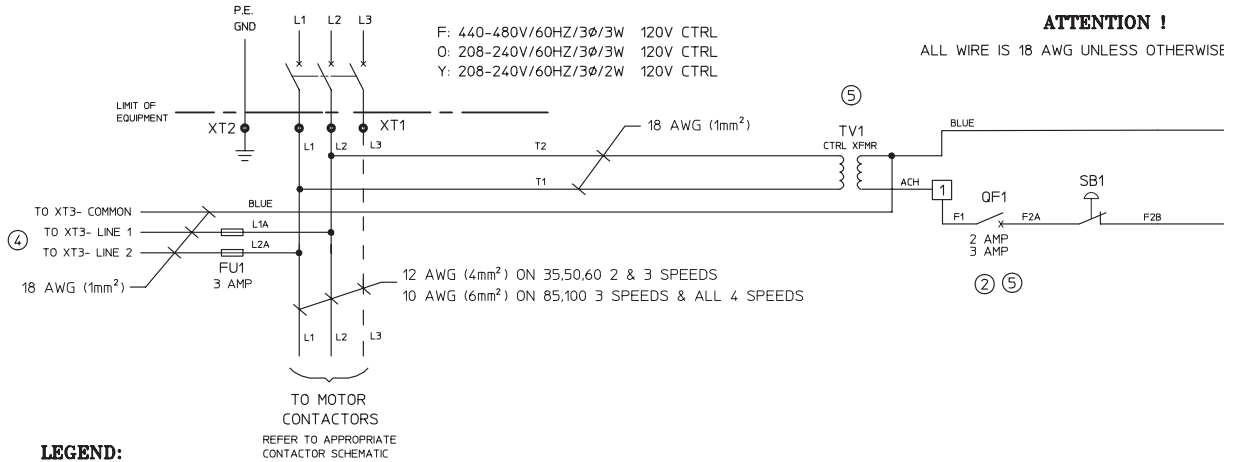 P.E.
GND
L1 L2 L3
F: 440-480V/60HZ/3Ø/3W 120V CTRL
O: 208-240V/60HZ/3Ø/3W 120V CTRL
Y: 208-240V/60HZ/3Ø/2W 120V CTRL
ATTENTION !
ALL WIRE IS 18 AWG UNLESS OTHERWISE
LIMIT OF
EQUIPMENT
XT2
XT1
L1 L2 L3
18 AWG (1mm²)
5
TV1
CTRL XFMR
BLUE
T2
T1
ACH
1
QF1
SB1
F1
F2A
F2B
2 AMP
3 AMP
2 5
4
TO XT3- COMMON
BLUE
TO XT3- LINE 1
L1A
TO XT3- LINE 2
L2A
FU1
3 AMP
18 AWG (1mm²)
12 AWG (4mm²) ON 35,50,60 2 & 3 SPEEDS
10 AWG (6mm²) ON 85,100 3 SPEEDS & ALL 4 SPEEDS
L1 L2 L3
TO MOTOR
CONTACTORS
REFER TO APPROPRIATE
CONTACTOR SCHEMATIC
LEGEND: